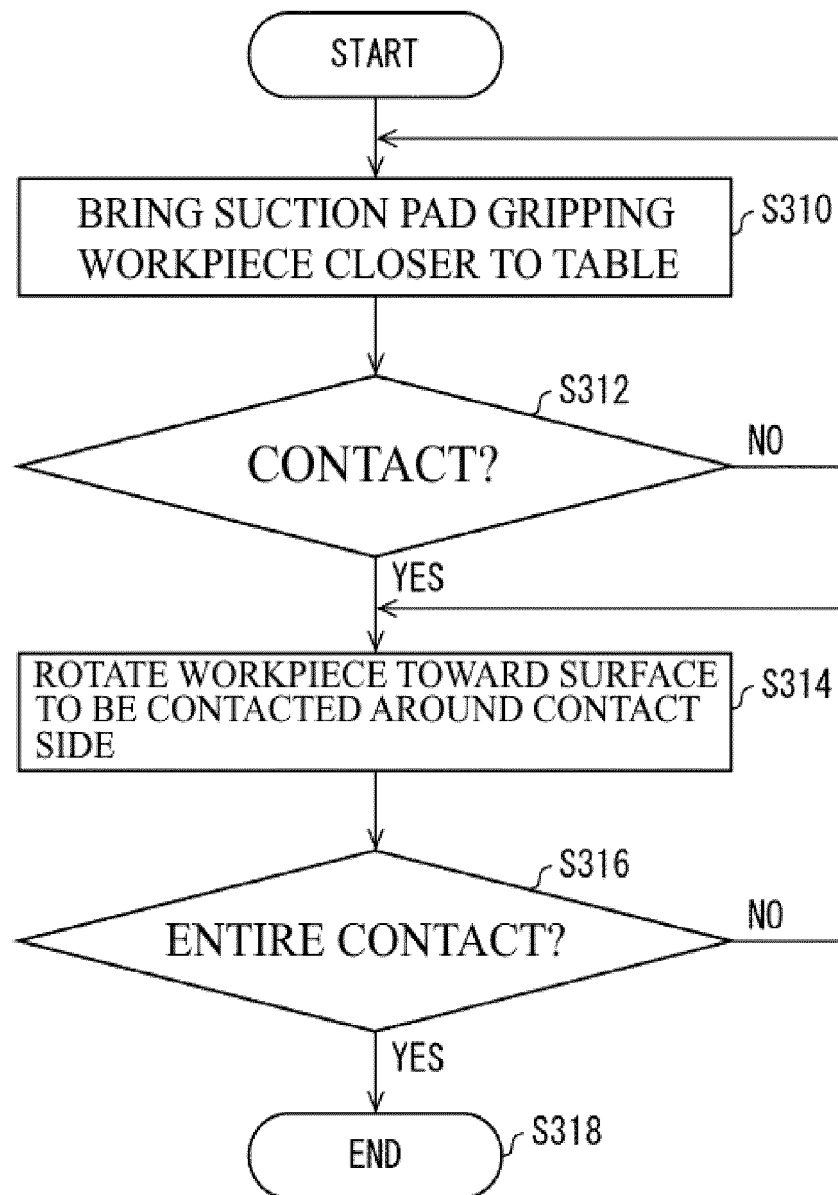 START
BRING SUCTION PAD GRIPPING
WORKPIECE CLOSER TO TABLE
S310
S312
CONTACT?
NO
YES
ROTATE WORKPIECE TOWARD SURFACE
TO BE CONTACTED AROUND CONTACT
SIDE
S314
S316
ENTIRE CONTACT?
NO
YES
END
S318